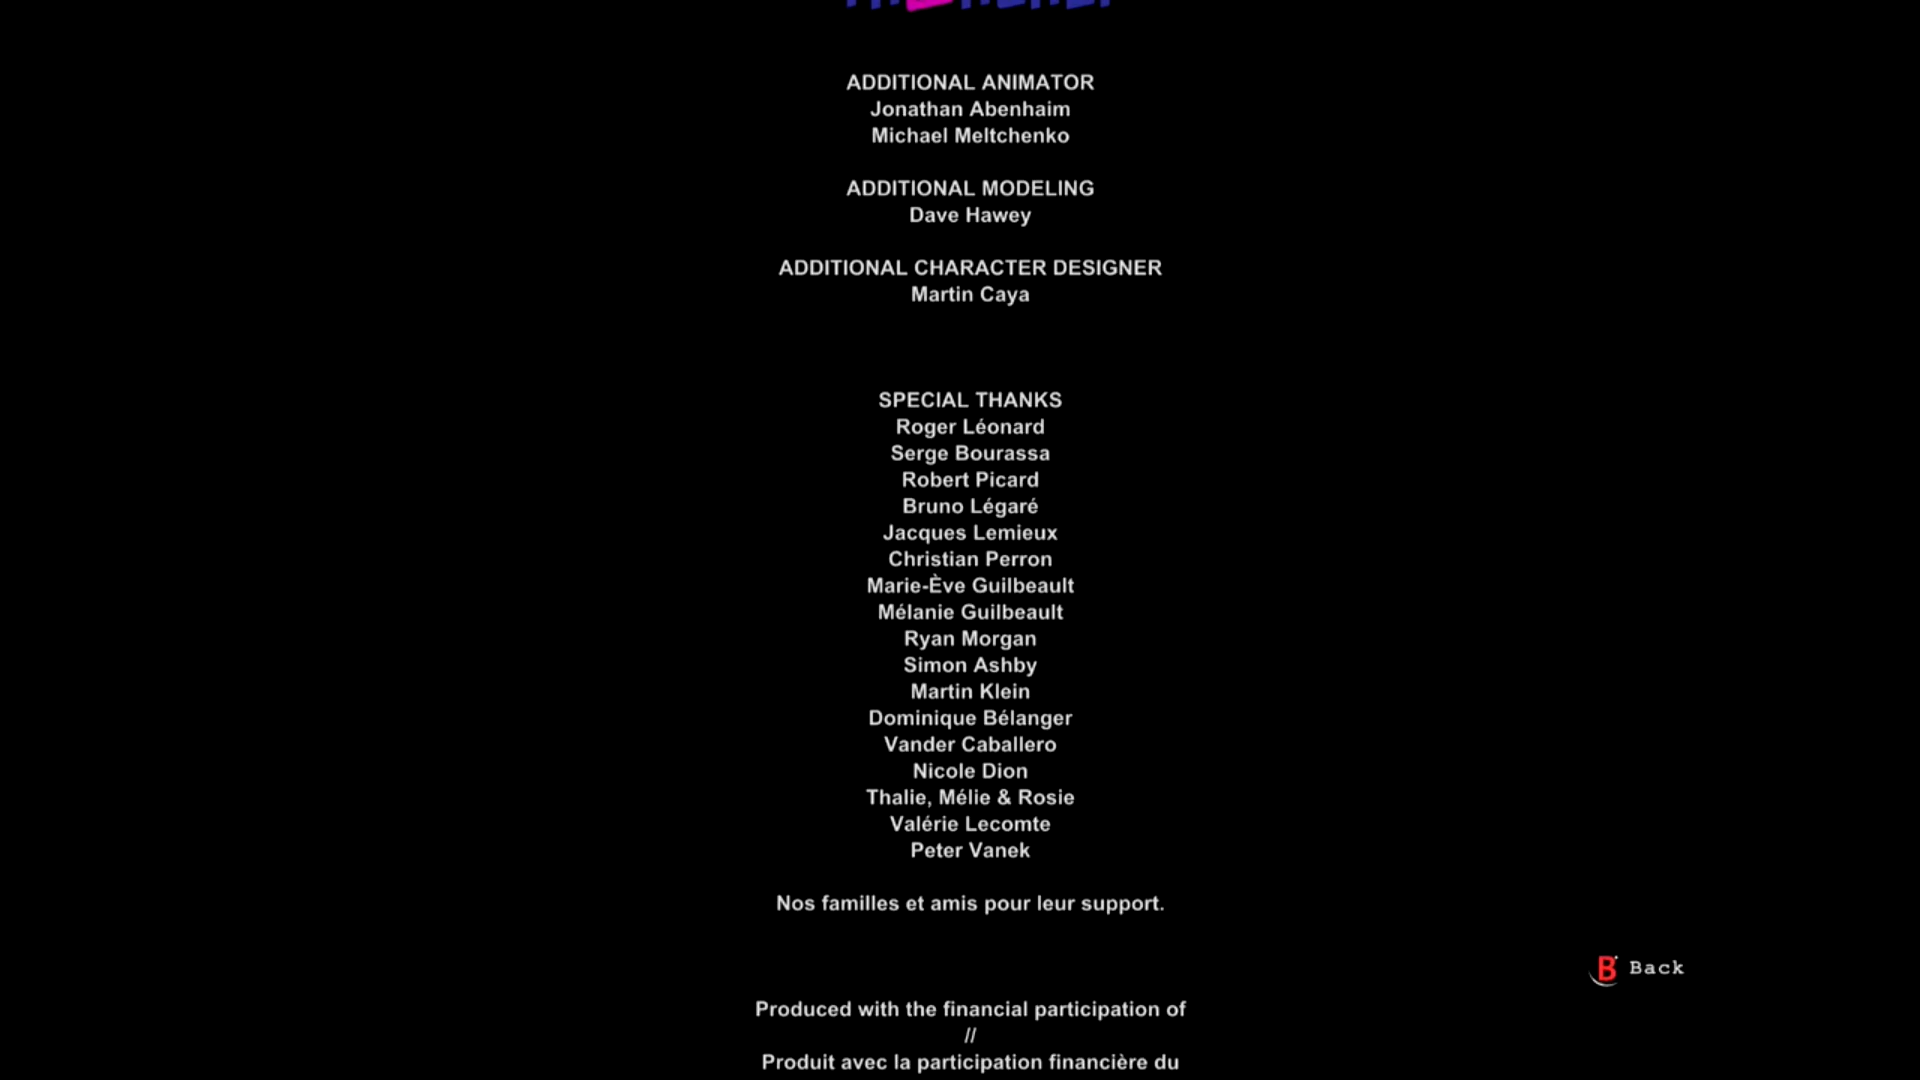 ADDITIONAL ANIMATOR
Jonathan Abenhaim
Michael Meltchenko
ADDITIONAL MODELING
Dave Hawey
ADDITIONAL CHARACTER DESIGNER
Martin Caya
SPECIAL THANKS
Roger Léonard
Serge Bourassa
Robert Picard
Bruno Légaré
Jacques Lemieux
Christian Perron
Marie-Ève Guilbeault
Mélanie Guilbeault
Ryan Morgan
Simon Ashby
Martin Klein
Dominique Bélanger
Vander Caballero
Nicole Dion
Thalie, Mélie & Rosie
Valérie Lecomte
Peter Vanek
Nos familles et amis pour leur support.
B Back
Produced with the financial participation of
//
Produit avec la participation financière du